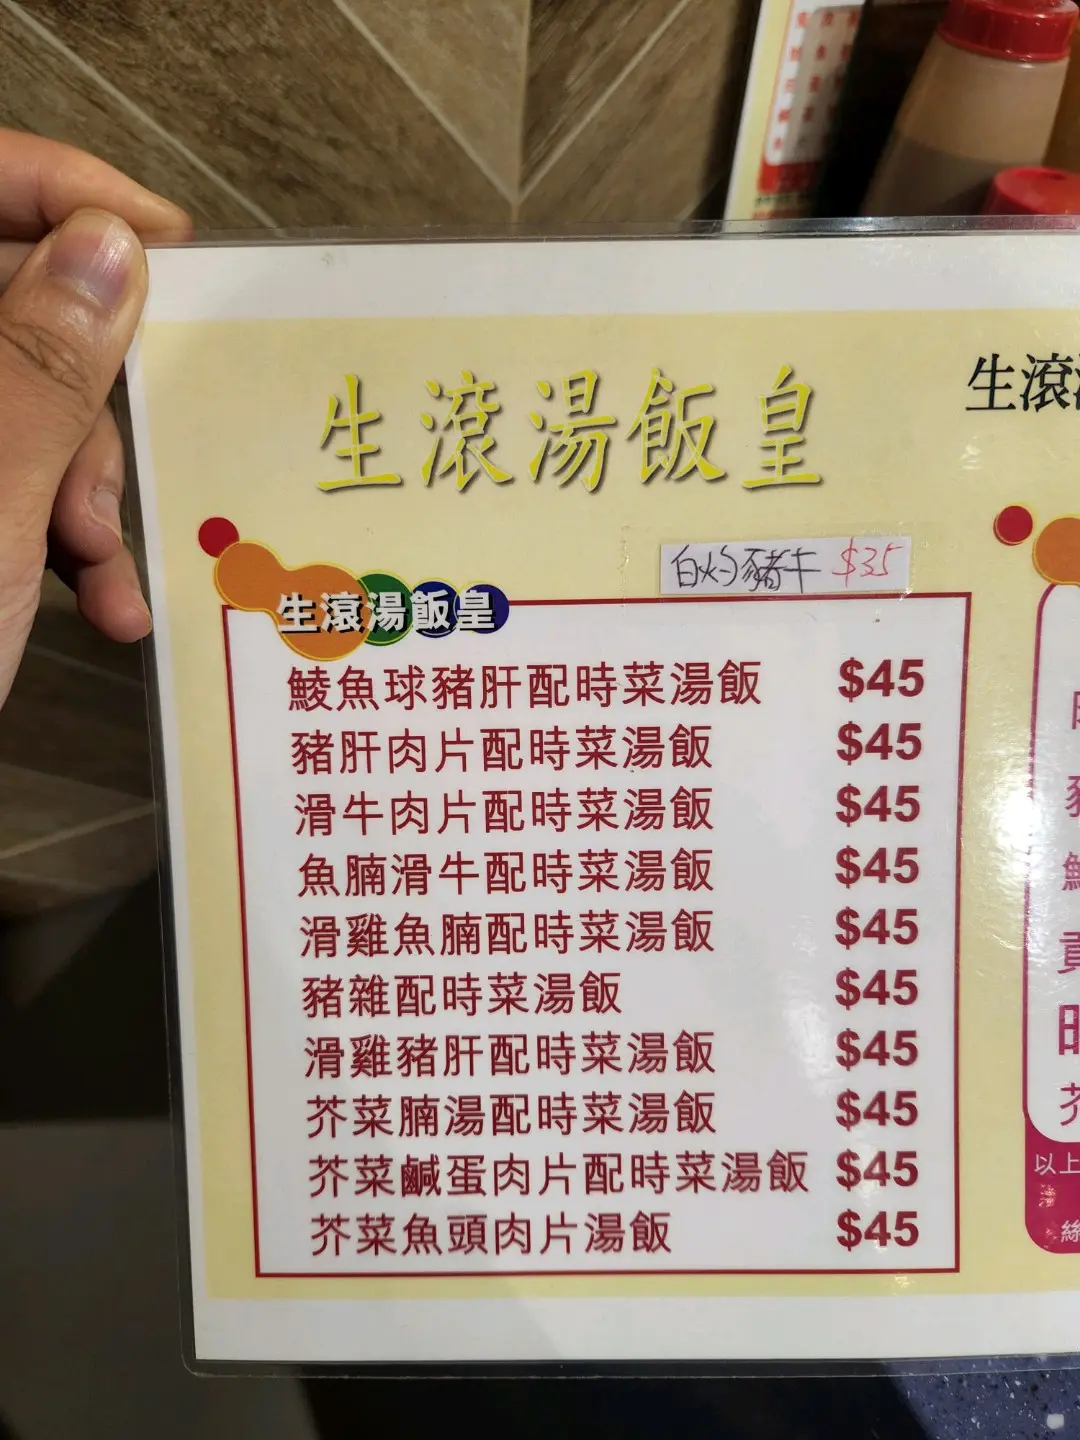 生滾湯飯皇
生滾
白灼豬牛 $35
生滾湯飯皇
鯪魚球豬肝配時菜湯飯 $45
豬肝肉片配時菜湯飯 $45
滑牛肉片配時菜湯飯 $45
魚腩滑牛配時菜湯飯 $45
滑雞魚腩配時菜湯飯 $45
豬雜配時菜湯飯 $45
滑雞豬肝配時菜湯飯 $45
芥菜腩湯配時菜湯飯 $45
芥菜鹹蛋肉片配時菜湯飯 $45
芥菜魚頭肉片湯飯 $45
以上